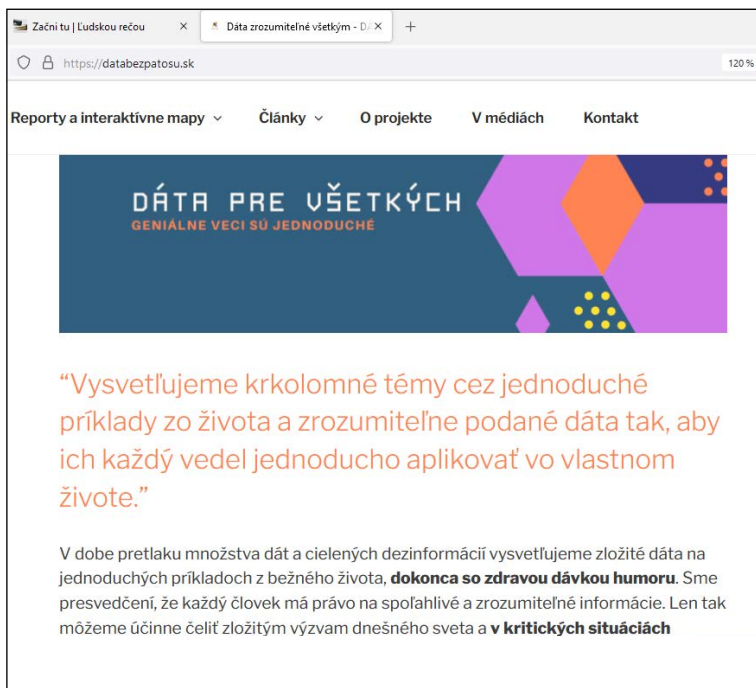 Začni tu | Ľudskou rečou
Dáta zrozumiteľné všetkým - DÁ
https://databezpatosu.sk
120 %
Reporty a interaktívne mapy
Články
O projekte
V médiách
Kontakt
DÁTA PRE VŠETKÝCH
GENIÁLNE VECI SÚ JEDNODUCHÉ
“Vysvetľujeme krkolomné témy cez jednoduché
príklady zo života a zrozumiteľne podané dáta tak, aby
ich každý vedel jednoducho aplikovať vo vlastnom
živote.”
V dobe pretlaku množstva dát a cielených dezinformácií vysvetľujeme zložité dáta na
jednoduchých príkladoch z bežného života, dokonca so zdravou dávkou humoru. Sme
presvedčení, že každý človek má právo na spoľahlivé a zrozumiteľné informácie. Len tak
môžeme účinne čeliť zložitým výzvam dnešného sveta a v kritických situáciách